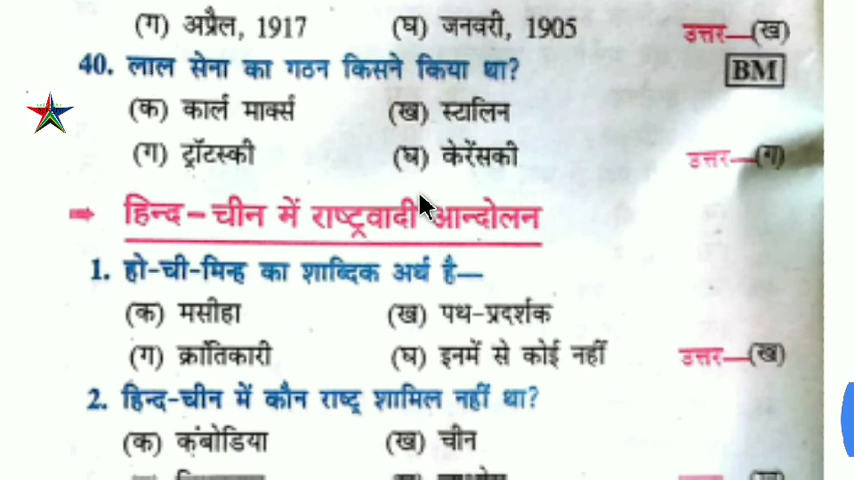 (ग) अप्रैल, 1917 (घ) जनवरी, 1905 उत्तर—(ख)
40. लाल सेना का गठन किसने किया था? BM
(क) कार्ल मार्क्स (ख) स्टालिन
(ग) ट्रॉटस्की (घ) केरेंसकी उत्तर—(ग)
➡ हिन्द-चीन में राष्ट्रवादी आन्दोलन
1. हो-ची-मिन्ह का शाब्दिक अर्थ है—
(क) मसीहा (ख) पथ-प्रदर्शक
(ग) क्रांतिकारी (घ) इनमें से कोई नहीं उत्तर—(ख)
2. हिन्द-चीन में कौन राष्ट्र शामिल नहीं था?
(क) कंबोडिया (ख) चीन